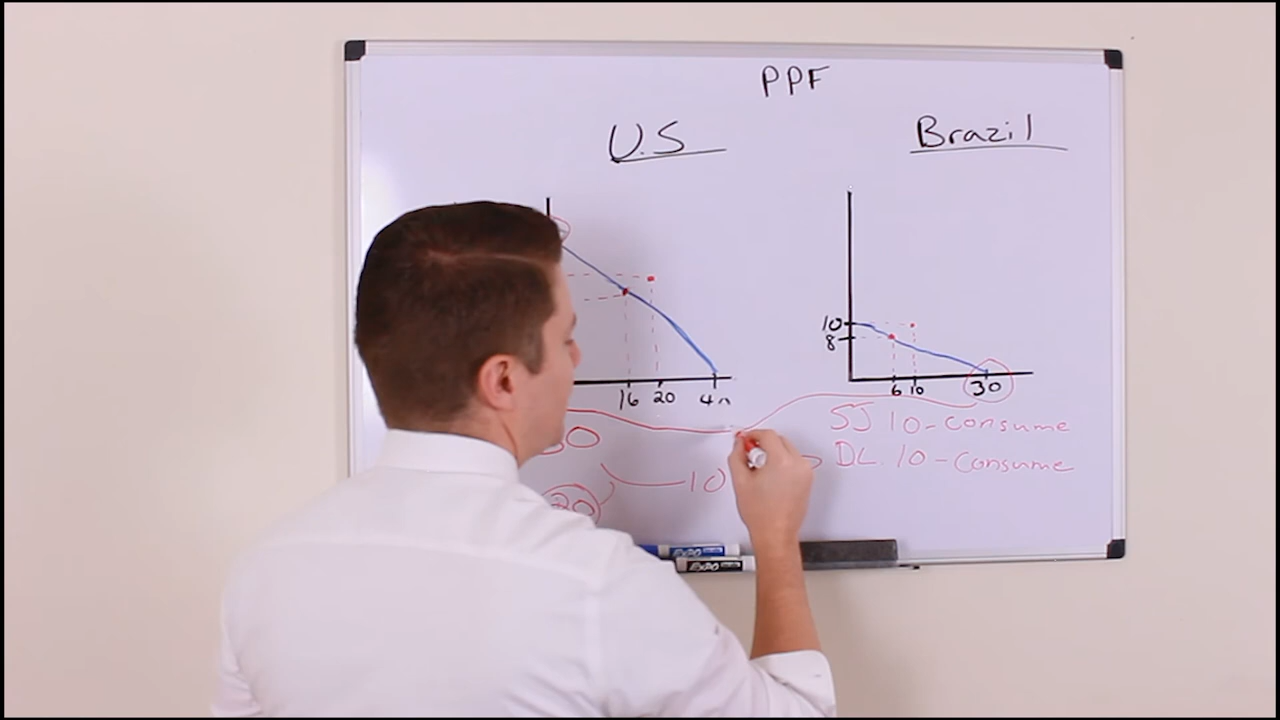 PPF
U.S
Brazil
10
8
16 20
6 10 30
SJ 10-consume
30
DL. 10-consume
10
20
EXPO
EXPO